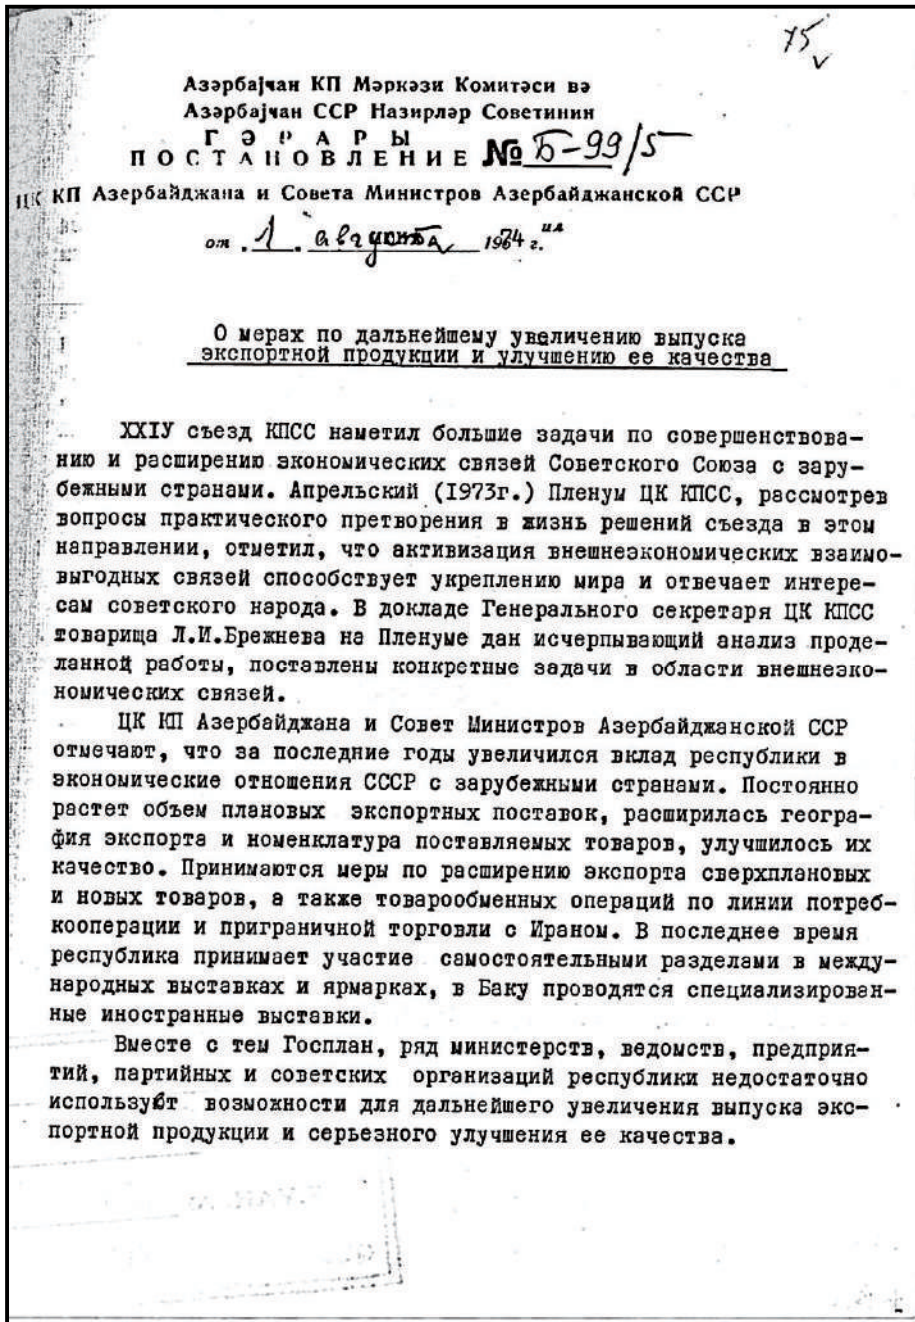 75
v
Азәрбајҹан КП Мәркәзи Комитәси вә
Азәрбајҹан ССР Назирләр Советинин
ГӘРАРЫ
ПОСТАНОВЛЕНИЕ № Б-99/5
ЦК КП Азербайджана и Совета Министров Азербайджанской ССР
от 1 августа 1974 г. ил
О мерах по дальнейшему увеличению выпуска
экспортной продукции и улучшению ее качества
ХХІУ съезд КПСС наметил большие задачи по совершенствова-
нию и расширению экономических связей Советского Союза с зару-
бежными странами. Апрельский (1973г.) Пленум ЦК КПСС, рассмотрев
вопросы практического претворения в жизнь решений съезда в этом
направлении, отметил, что активизация внешнеэкономических взаимо-
выгодных связей способствует укреплению мира и отвечает интере-
сам советского народа. В докладе Генерального секретаря ЦК КПСС
товарища Л.И.Брежнева на Пленуме дан исчерпывающий анализ проде-
ланной работы, поставлены конкретные задачи в области внешнеэко-
номических связей.
ЦК КП Азербайджана и Совет Министров Азербайджанской ССР
отмечают, что за последние годы увеличился вклад республики в
экономические отношения СССР с зарубежными странами. Постоянно
растет объем плановых экспортных поставок, расширилась геогра-
фия экспорта и номенклатура поставляемых товаров, улучшилось их
качество. Принимаются меры по расширению экспорта сверхплановых
и новых товаров, а также товарообменных операций по линии потреб-
кооперации и приграничной торговли с Ираном. В последнее время
республика принимает участие самостоятельными разделами в между-
народных выставках и ярмарках, в Баку проводятся специализирован-
ные иностранные выставки.
Вместе с тем Госплан, ряд министерств, ведомств, предприя-
тий, партийных и советских организаций республики недостаточно
используют возможности для дальнейшего увеличения выпуска экс-
портной продукции и серьезного улучшения ее качества.